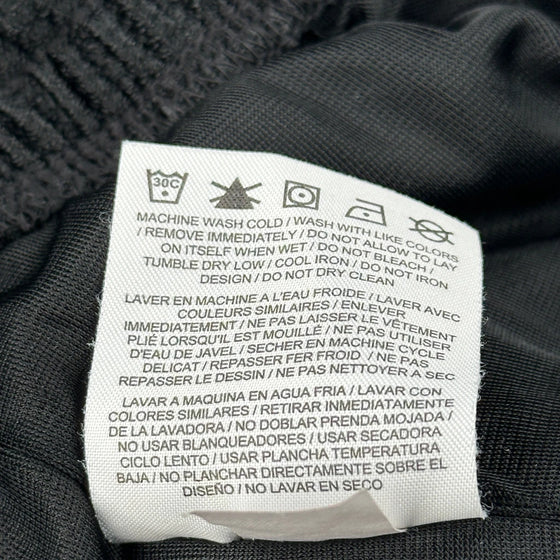 30C
MACHINE WASH COLD / WASH WITH LIKE COLORS
/ REMOVE IMMEDIATELY / DO NOT ALLOW TO LAY
ON ITSELF WHEN WET / DO NOT BLEACH /
TUMBLE DRY LOW / COOL IRON / DO NOT IRON
DESIGN / DO NOT DRY CLEAN
LAVER EN MACHINE A L'EAU FROIDE / LAVER AVEC
COULEURS SIMILAIRES / ENLEVER
IMMEDIATEMENT / NE PAS LAISSER LE VÊTEMENT
PLIÉ LORSQU'IL EST MOUILLÉ / NE PAS UTILISER
D'EAU DE JAVEL / SECHER EN MACHINE CYCLE
DELICAT / REPASSER FER FROID / NE PAS
REPASSER LE DESSIN / NE PAS NETTOYER A SEC
LAVAR A MAQUINA EN AGUA FRIA / LAVAR CON
COLORES SIMILARES / RETIRAR INMEDIATAMENTE
DE LA LAVADORA / NO DOBLAR PRENDA MOJADA /
NO USAR BLANQUEADORES / USAR SECADORA
CICLO LENTO / USAR PLANCHA TEMPERATURA
BAJA / NO PLANCHAR DIRECTAMENTE SOBRE EL
DISEÑO / NO LAVAR EN SECO